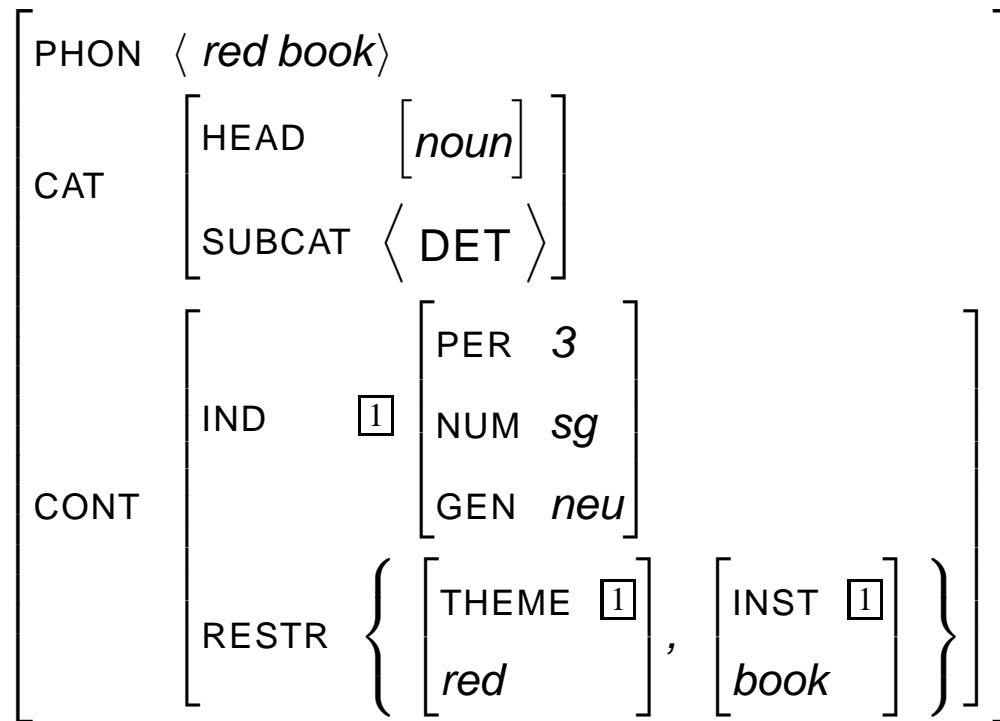 PHON ⟨ red book⟩
CAT
HEAD [noun]
SUBCAT ⟨ DET ⟩
CONT
IND 1
PER 3
NUM sg
GEN neu
RESTR { [THEME 1 red] , [INST 1 book] }